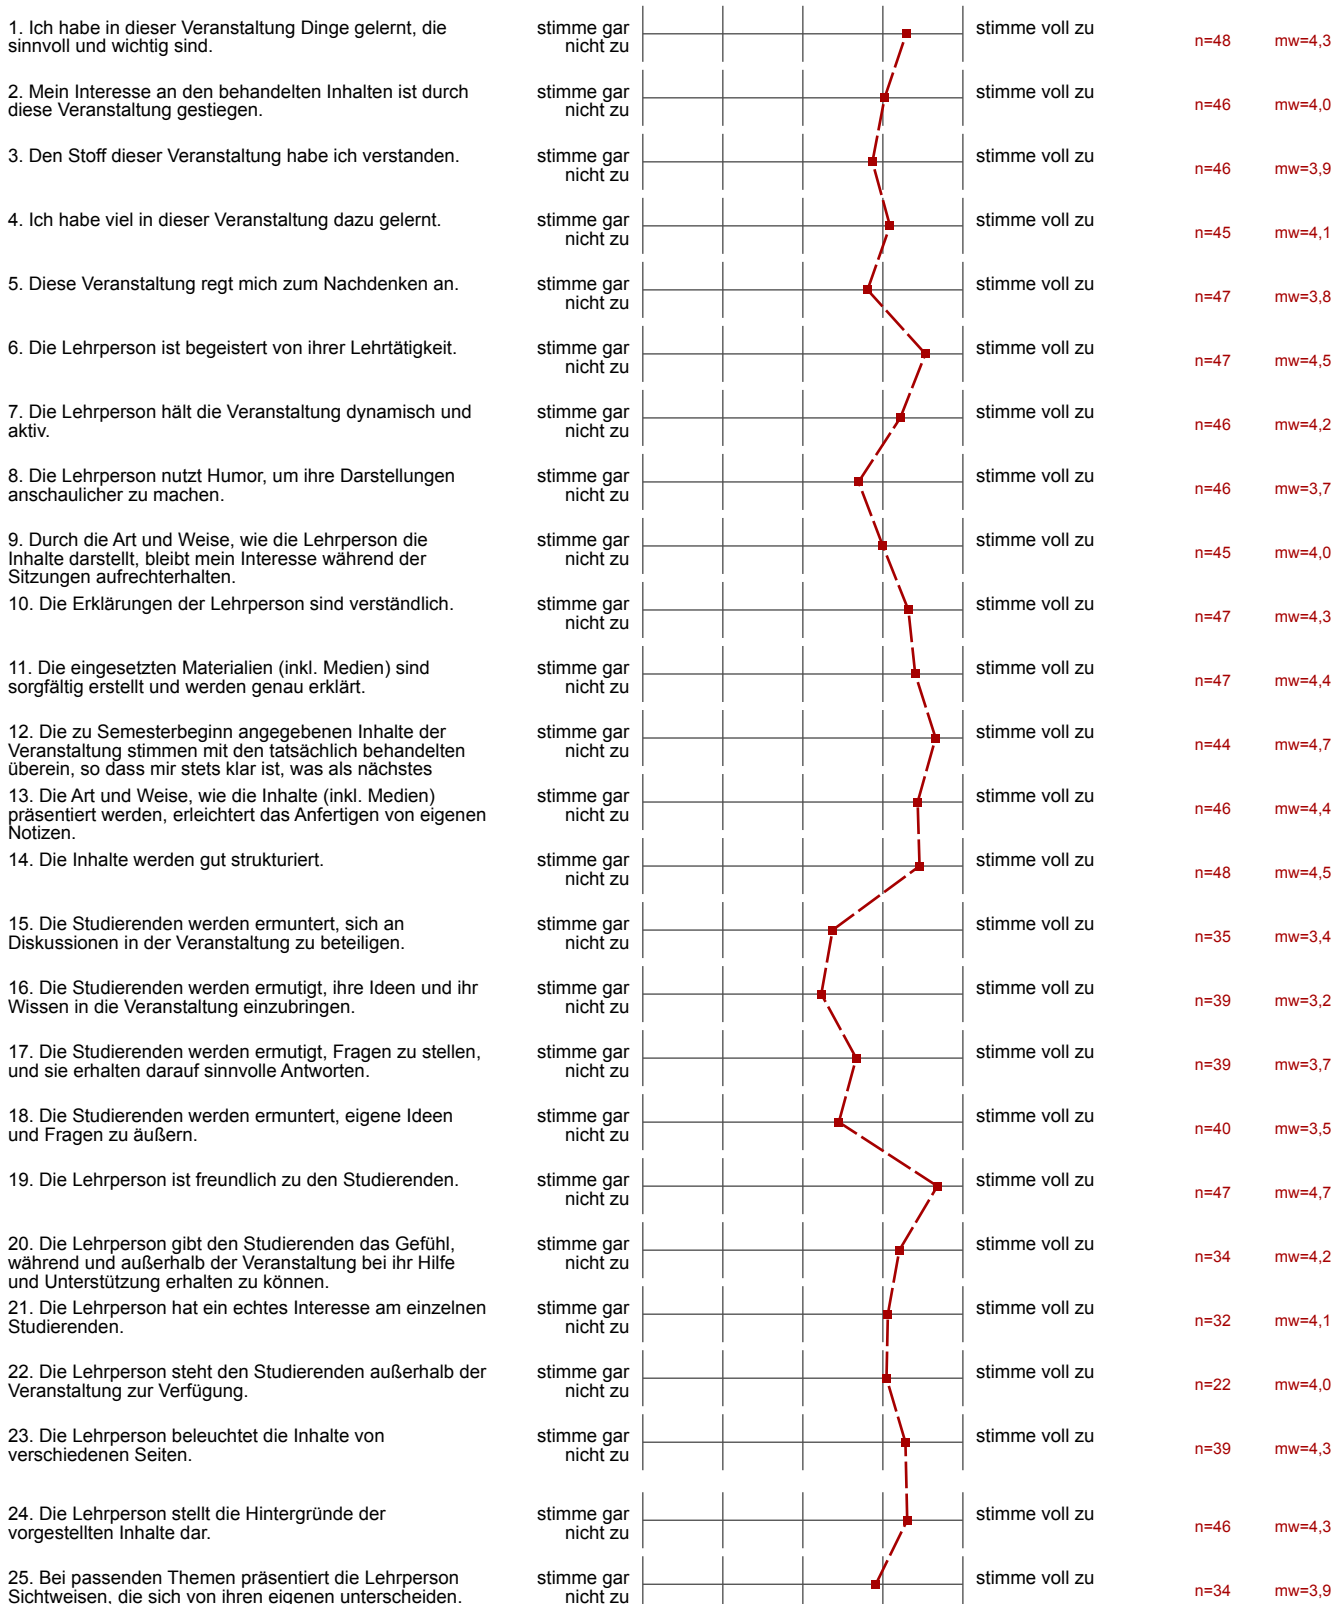 1. Ich habe in dieser Veranstaltung Dinge gelernt, die
sinnvoll und wichtig sind.
stimme gar
nicht zu
stimme voll zu
n=48
mw=4,3
2. Mein Interesse an den behandelten Inhalten ist durch
diese Veranstaltung gestiegen.
stimme gar
nicht zu
stimme voll zu
n=46
mw=4,0
3. Den Stoff dieser Veranstaltung habe ich verstanden.
stimme gar
nicht zu
stimme voll zu
n=46
mw=3,9
4. Ich habe viel in dieser Veranstaltung dazu gelernt.
stimme gar
nicht zu
stimme voll zu
n=45
mw=4,1
5. Diese Veranstaltung regt mich zum Nachdenken an.
stimme gar
nicht zu
stimme voll zu
n=47
mw=3,8
6. Die Lehrperson ist begeistert von ihrer Lehrtätigkeit.
stimme gar
nicht zu
stimme voll zu
n=47
mw=4,5
7. Die Lehrperson hält die Veranstaltung dynamisch und
aktiv.
stimme gar
nicht zu
stimme voll zu
n=46
mw=4,2
8. Die Lehrperson nutzt Humor, um ihre Darstellungen
anschaulicher zu machen.
stimme gar
nicht zu
stimme voll zu
n=46
mw=3,7
9. Durch die Art und Weise, wie die Lehrperson die
Inhalte darstellt, bleibt mein Interesse während der
Sitzungen aufrechterhalten.
stimme gar
nicht zu
stimme voll zu
n=45
mw=4,0
10. Die Erklärungen der Lehrperson sind verständlich.
stimme gar
nicht zu
stimme voll zu
n=47
mw=4,3
11. Die eingesetzten Materialien (inkl. Medien) sind
sorgfältig erstellt und werden genau erklärt.
stimme gar
nicht zu
stimme voll zu
n=47
mw=4,4
12. Die zu Semesterbeginn angegebenen Inhalte der
Veranstaltung stimmen mit den tatsächlich behandelten
überein, so dass mir stets klar ist, was als nächstes
stimme gar
nicht zu
stimme voll zu
n=44
mw=4,7
13. Die Art und Weise, wie die Inhalte (inkl. Medien)
präsentiert werden, erleichtert das Anfertigen von eigenen
Notizen.
stimme gar
nicht zu
stimme voll zu
n=46
mw=4,4
14. Die Inhalte werden gut strukturiert.
stimme gar
nicht zu
stimme voll zu
n=48
mw=4,5
15. Die Studierenden werden ermuntert, sich an
Diskussionen in der Veranstaltung zu beteiligen.
stimme gar
nicht zu
stimme voll zu
n=35
mw=3,4
16. Die Studierenden werden ermutigt, ihre Ideen und ihr
Wissen in die Veranstaltung einzubringen.
stimme gar
nicht zu
stimme voll zu
n=39
mw=3,2
17. Die Studierenden werden ermutigt, Fragen zu stellen,
und sie erhalten darauf sinnvolle Antworten.
stimme gar
nicht zu
stimme voll zu
n=39
mw=3,7
18. Die Studierenden werden ermuntert, eigene Ideen
und Fragen zu äußern.
stimme gar
nicht zu
stimme voll zu
n=40
mw=3,5
19. Die Lehrperson ist freundlich zu den Studierenden.
stimme gar
nicht zu
stimme voll zu
n=47
mw=4,7
20. Die Lehrperson gibt den Studierenden das Gefühl,
während und außerhalb der Veranstaltung bei ihr Hilfe
und Unterstützung erhalten zu können.
stimme gar
nicht zu
stimme voll zu
n=34
mw=4,2
21. Die Lehrperson hat ein echtes Interesse am einzelnen
Studierenden.
stimme gar
nicht zu
stimme voll zu
n=32
mw=4,1
22. Die Lehrperson steht den Studierenden außerhalb der
Veranstaltung zur Verfügung.
stimme gar
nicht zu
stimme voll zu
n=22
mw=4,0
23. Die Lehrperson beleuchtet die Inhalte von
verschiedenen Seiten.
stimme gar
nicht zu
stimme voll zu
n=39
mw=4,3
24. Die Lehrperson stellt die Hintergründe der
vorgestellten Inhalte dar.
stimme gar
nicht zu
stimme voll zu
n=46
mw=4,3
25. Bei passenden Themen präsentiert die Lehrperson
Sichtweisen, die sich von ihren eigenen unterscheiden.
stimme gar
nicht zu
stimme voll zu
n=34
mw=3,9